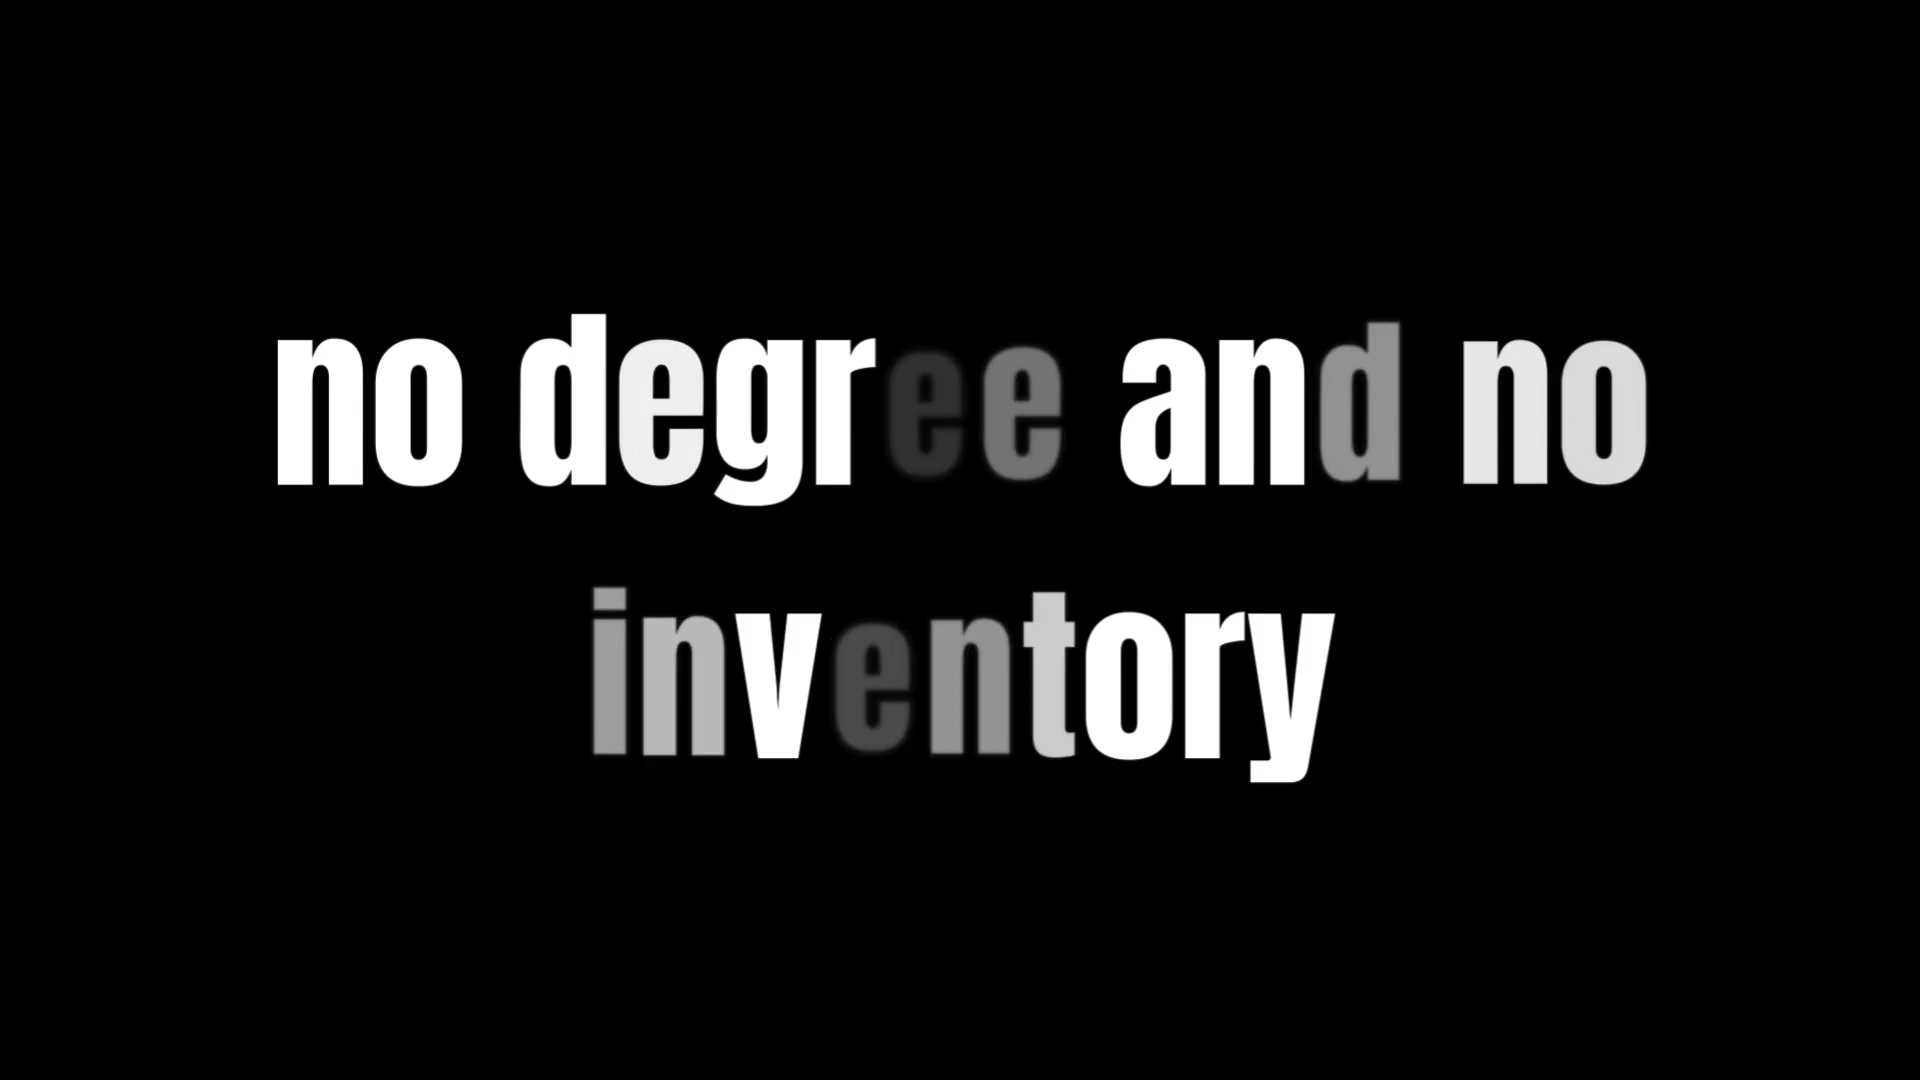 no degree and no
inventory